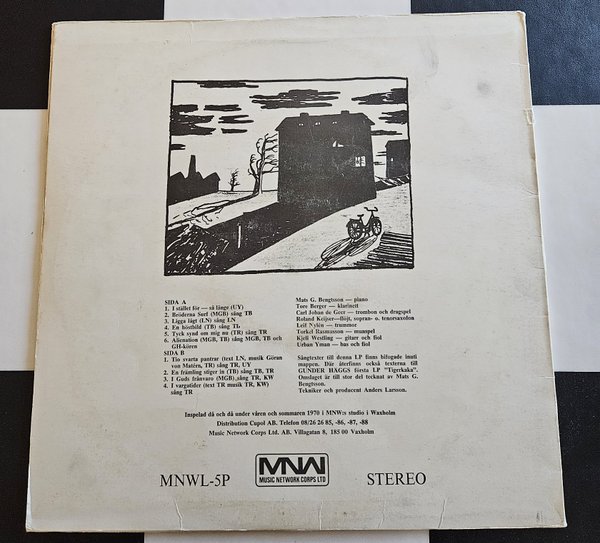 SIDA A
1. I stället för — så länge (UY)
2. Bröderna Surf (MGB) sång TB
3. Ligga lågt (LN) sång LN
4. En höstbild (TB) sång TB
5. Tyck synd om mig nu (TR) sång TR
6. Alienation (MGB, TB) sång MGB, TB och
GH-kören
SIDA B
1. Tio svarta pantrar (text LN, musik Göran
von Matérn, TR) sång TR, UY
2. En främling stiger in (TB) sång TB, TR
3. I Guds frånvaro (MGB) sång TR, KW
4. I vargatider (text TR musik TR, KW)
sång TR
Mats G. Bengtsson — piano
Tore Berger — klarinett
Carl Johan de Geer — trombon och dragspel
Roland Keijser—flöjt, sopran- o. tenorsaxofon
Leif Nylén — trummor
Torkel Rasmusson — munspel
Kjell Westling — gitarr och fiol
Urban Yman — bas och fiol
Sångtexter till denna LP finns bifogade inuti
mappen. Där återfinns också texterna till
GUNDER HÄGGS första LP "Tigerkaka".
Omslaget är till stor del tecknat av Mats G.
Bengtsson.
Tekniker och producent Anders Larsson.
Inspelad då och då under våren och sommaren 1970 i MNW:s studio i Waxholm
Distribution Cupol AB. Telefon 08/26 26 85, -86, -87, -88
Music Network Corps Ltd. AB. Villagatan 8, 185 00 Vaxholm
MNWL-5P
MNW
MUSIC NETWORK CORPS LTD
STEREO